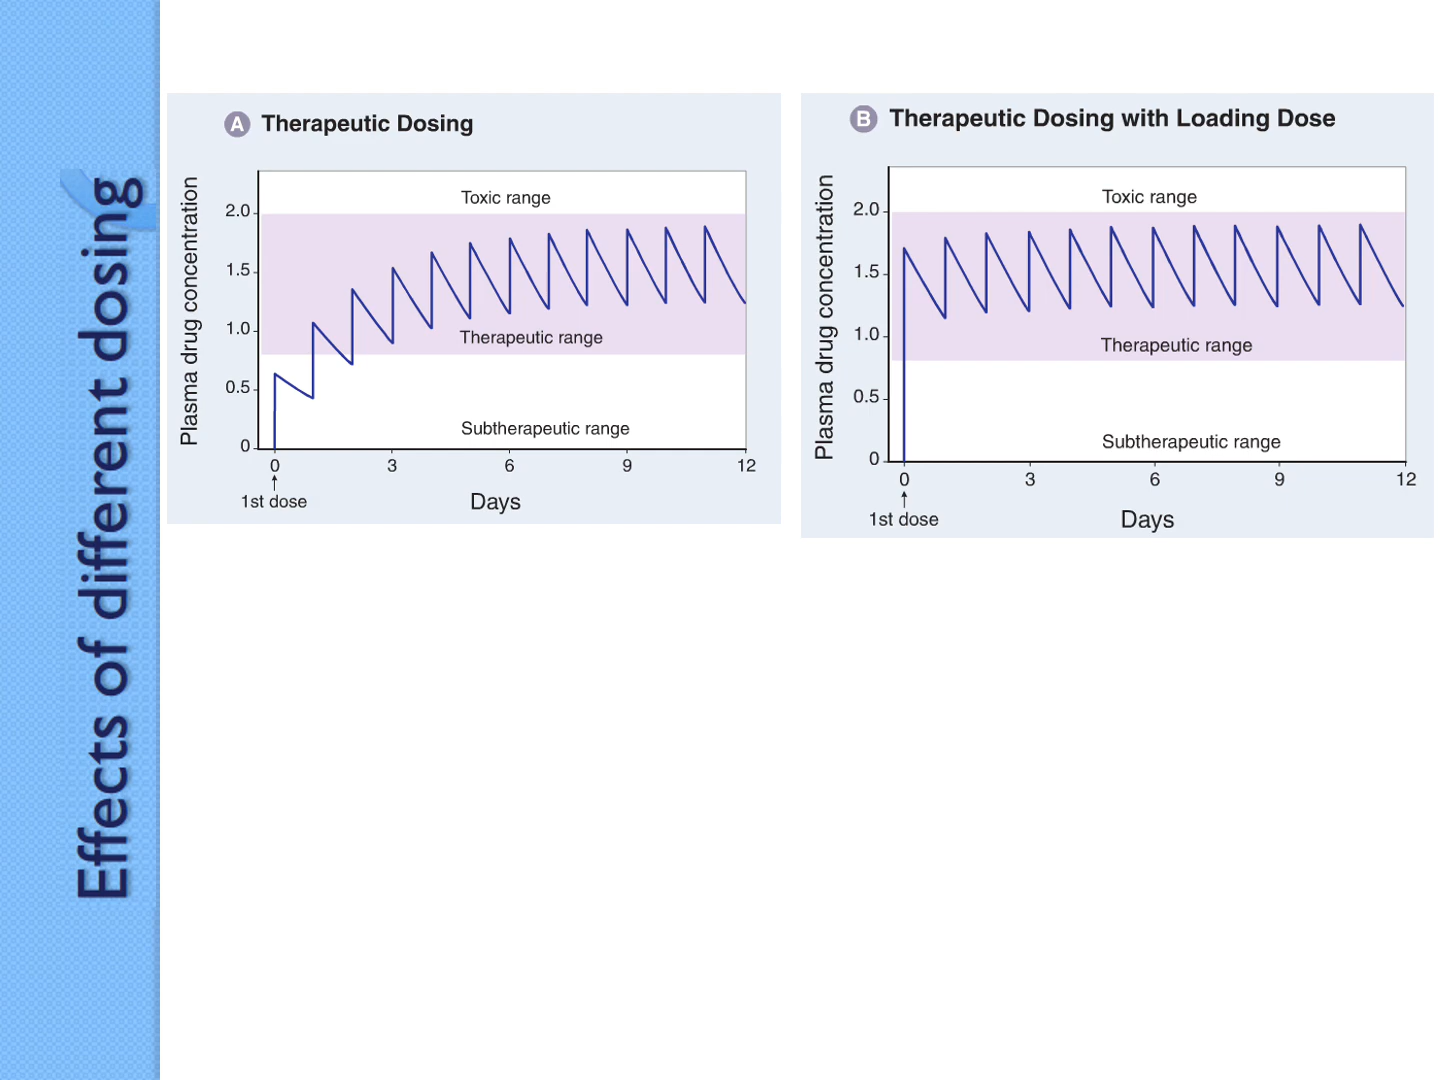 Effects of different dosing
A Therapeutic Dosing
Plasma drug concentration
2.0
1.5
1.0
0.5
0
Toxic range
Therapeutic range
Subtherapeutic range
0 3 6 9 12
1st dose
Days
B Therapeutic Dosing with Loading Dose
Plasma drug concentration
2.0
1.5
1.0
0.5
0
Toxic range
Therapeutic range
Subtherapeutic range
0 3 6 9 12
1st dose
Days